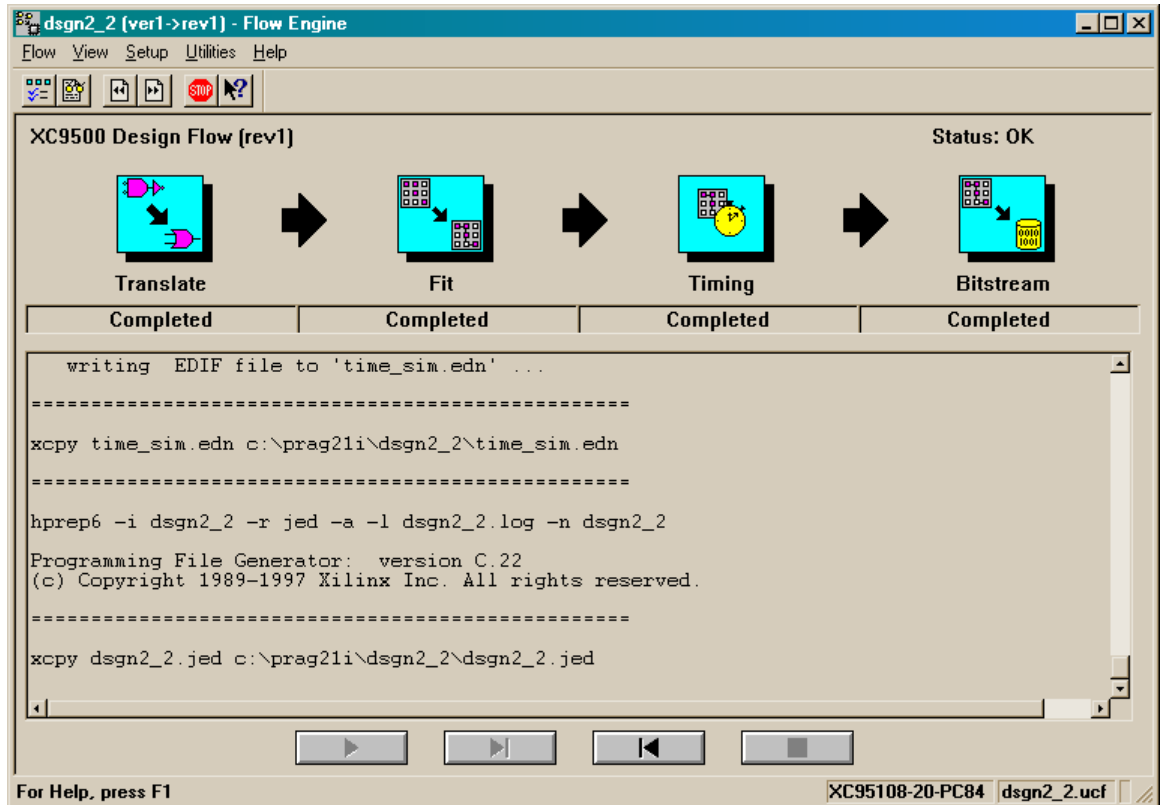 dsgn2_2 (ver1->rev1) - Flow Engine
Flow View Setup Utilities Help
STOP
XC9500 Design Flow (rev1) Status: OK
Translate Fit Timing Bitstream
Completed Completed Completed Completed
writing EDIF file to 'time_sim.edn' ...
==================================================
xcpy time_sim.edn c:\prag21i\dsgn2_2\time_sim.edn
==================================================
hprep6 -i dsgn2_2 -r jed -a -l dsgn2_2.log -n dsgn2_2
Programming File Generator: version C.22
(c) Copyright 1989-1997 Xilinx Inc. All rights reserved.
==================================================
xcpy dsgn2_2.jed c:\prag21i\dsgn2_2\dsgn2_2.jed
For Help, press F1 XC95108-20-PC84 dsgn2_2.ucf